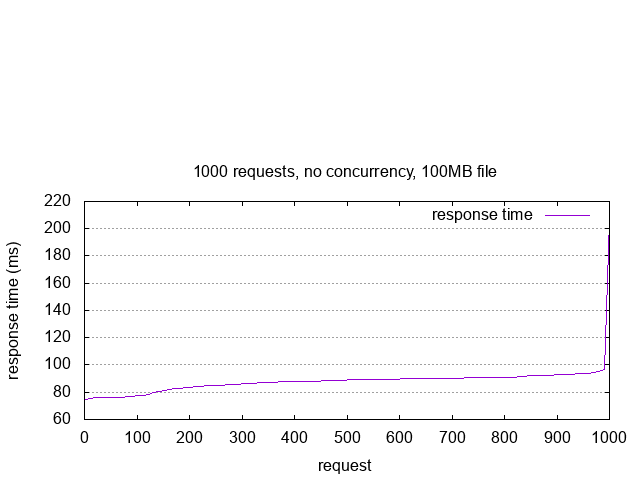 1000 requests, no concurrency, 100MB file
response time
220
200
180
160
140
120
100
80
60
response time (ms)
0 100 200 300 400 500 600 700 800 900 1000
request